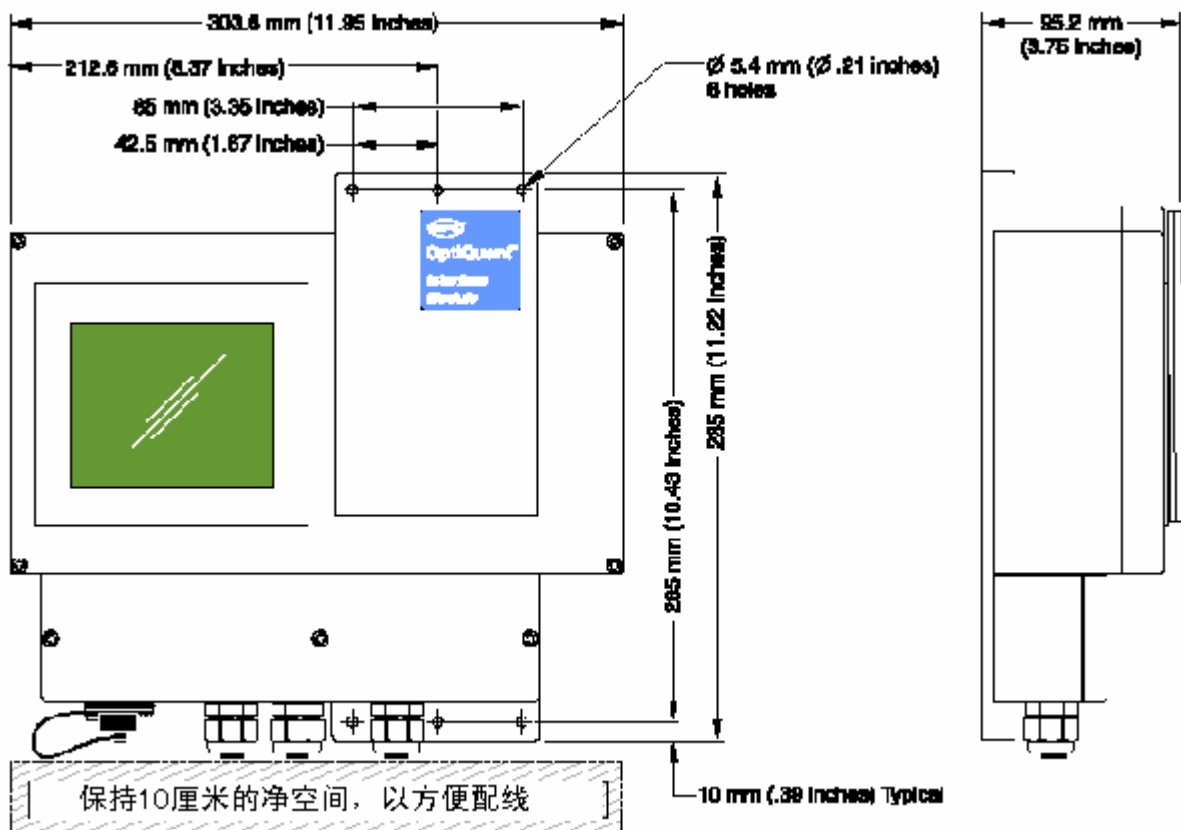 303.6 mm (11.95 inches)
95.2 mm
(3.75 inches)
212.6 mm (8.37 inches)
Ø 5.4 mm (Ø .21 inches)
6 holes
85 mm (3.35 inches)
42.5 mm (1.67 inches)
OptiQuant™
Interface
Module
285 mm (11.22 inches)
265 mm (10.43 inches)
保持10厘米的净空间，以方便配线
10 mm (.39 inches) Typical